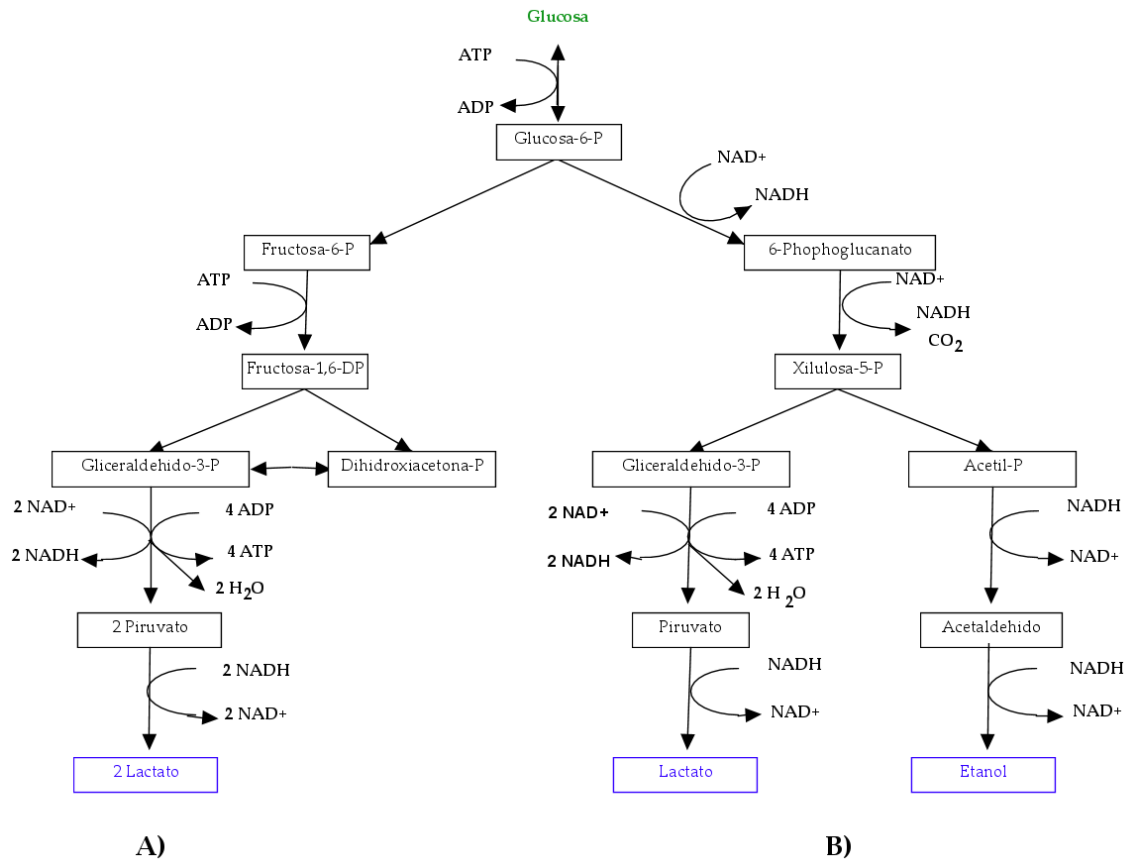 Glucosa
ATP
ADP
Glucosa-6-P
NAD+
NADH
Fructosa-6-P
6-Phophoglucanato
ATP
ADP
NAD+
NADH
CO2
Fructosa-1,6-DP
Xilulosa-5-P
Gliceraldehido-3-P
Dihidroxiacetona-P
Gliceraldehido-3-P
Acetil-P
2 NAD+
4 ADP
2 NADH
4 ATP
2 H2O
2 NAD+
4 ADP
2 NADH
4 ATP
2 H2O
NADH
NAD+
2 Piruvato
Piruvato
Acetaldehido
2 NADH
2 NAD+
NADH
NAD+
NADH
NAD+
2 Lactato
Lactato
Etanol
A)
B)